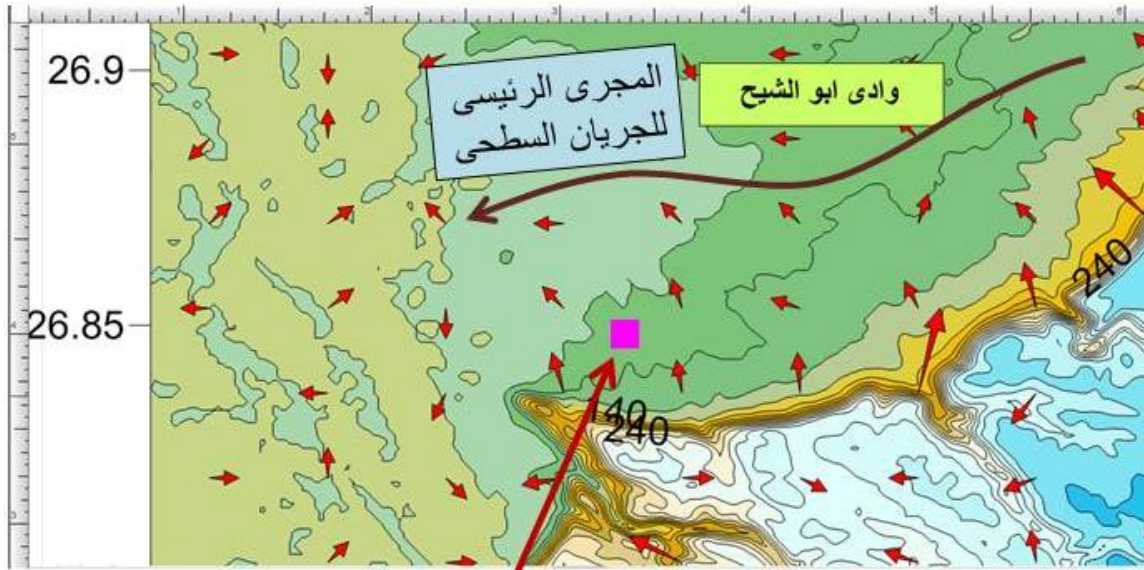 26.9
المجرى الرئيسى
للجريان السطحى
وادى ابو الشيح
240
26.85
140
240